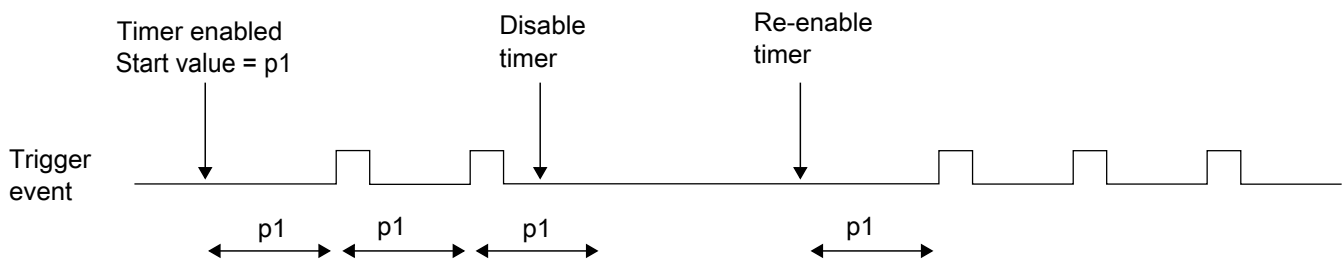 Timer enabled
Start value = p1
Disable
timer
Re-enable
timer
Trigger
event
p1
p1
p1
p1